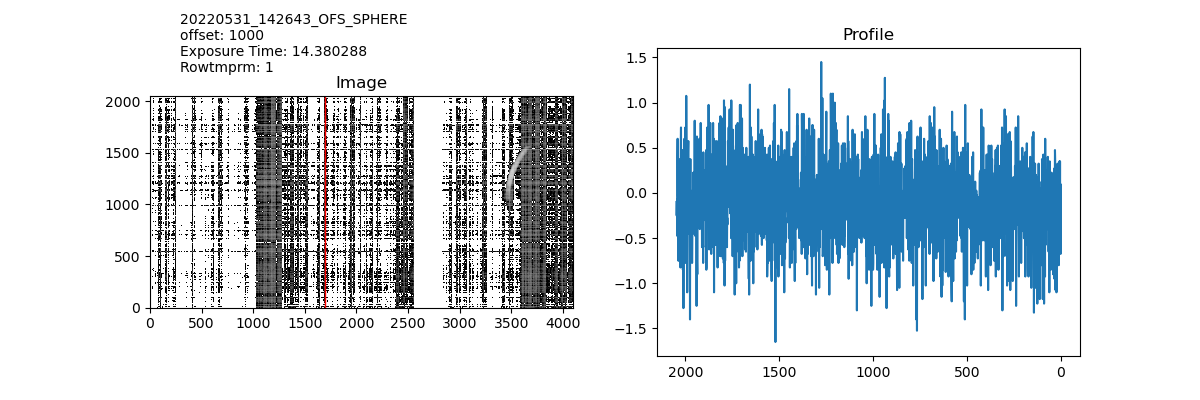 20220531_142643_OFS_SPHERE
offset: 1000
Exposure Time: 14.380288
Rowtmprm: 1
Image
2000
1500
1000
500
0
0 500 1000 1500 2000 2500 3000 3500 4000
Profile
1.5
1.0
0.5
0.0
−0.5
−1.0
−1.5
2000 1500 1000 500 0